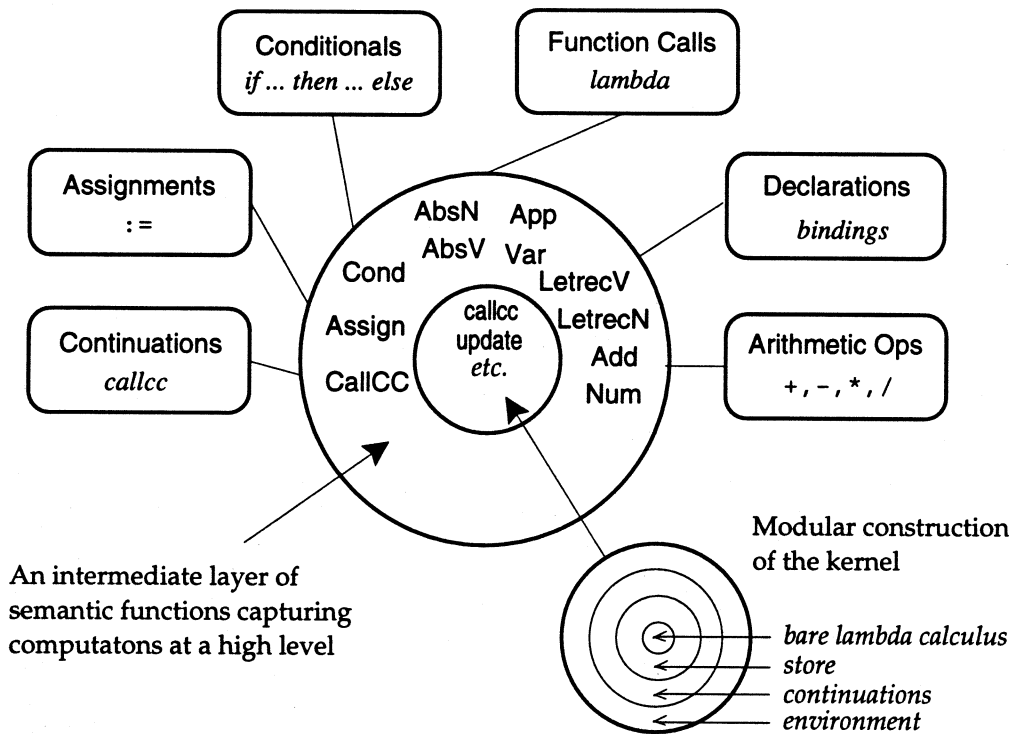 Conditionals
if ... then ... else
Function Calls
lambda
Assignments
:=
Declarations
bindings
Continuations
callcc
Arithmetic Ops
+, -, *, /
AbsN
App
AbsV
Var
Cond
LetrecV
Assign
LetrecN
CallCC
Add
Num
callcc
update
etc.
An intermediate layer of
semantic functions capturing
computatons at a high level
Modular construction
of the kernel
bare lambda calculus
store
continuations
environment